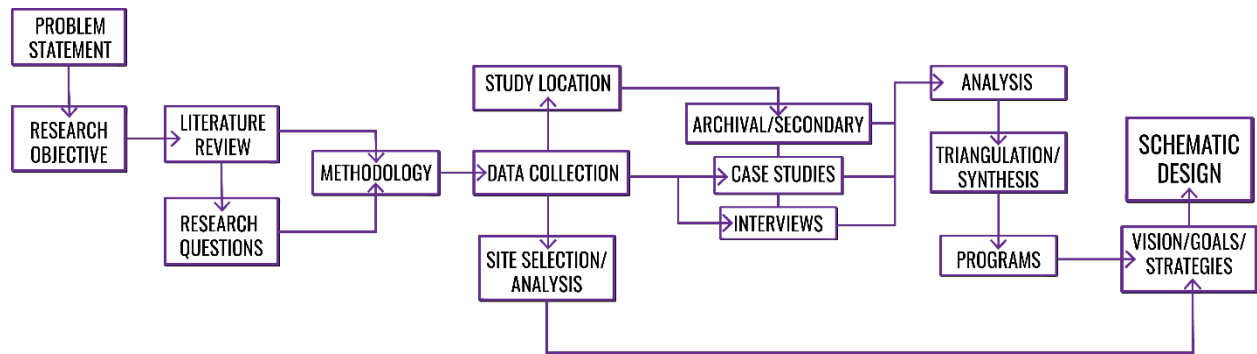 PROBLEM
STATEMENT
RESEARCH
OBJECTIVE
LITERATURE
REVIEW
RESEARCH
QUESTIONS
METHODOLOGY
STUDY LOCATION
DATA COLLECTION
SITE SELECTION/
ANALYSIS
ARCHIVAL/SECONDARY
CASE STUDIES
INTERVIEWS
ANALYSIS
TRIANGULATION/
SYNTHESIS
PROGRAMS
SCHEMATIC
DESIGN
VISION/GOALS/
STRATEGIES